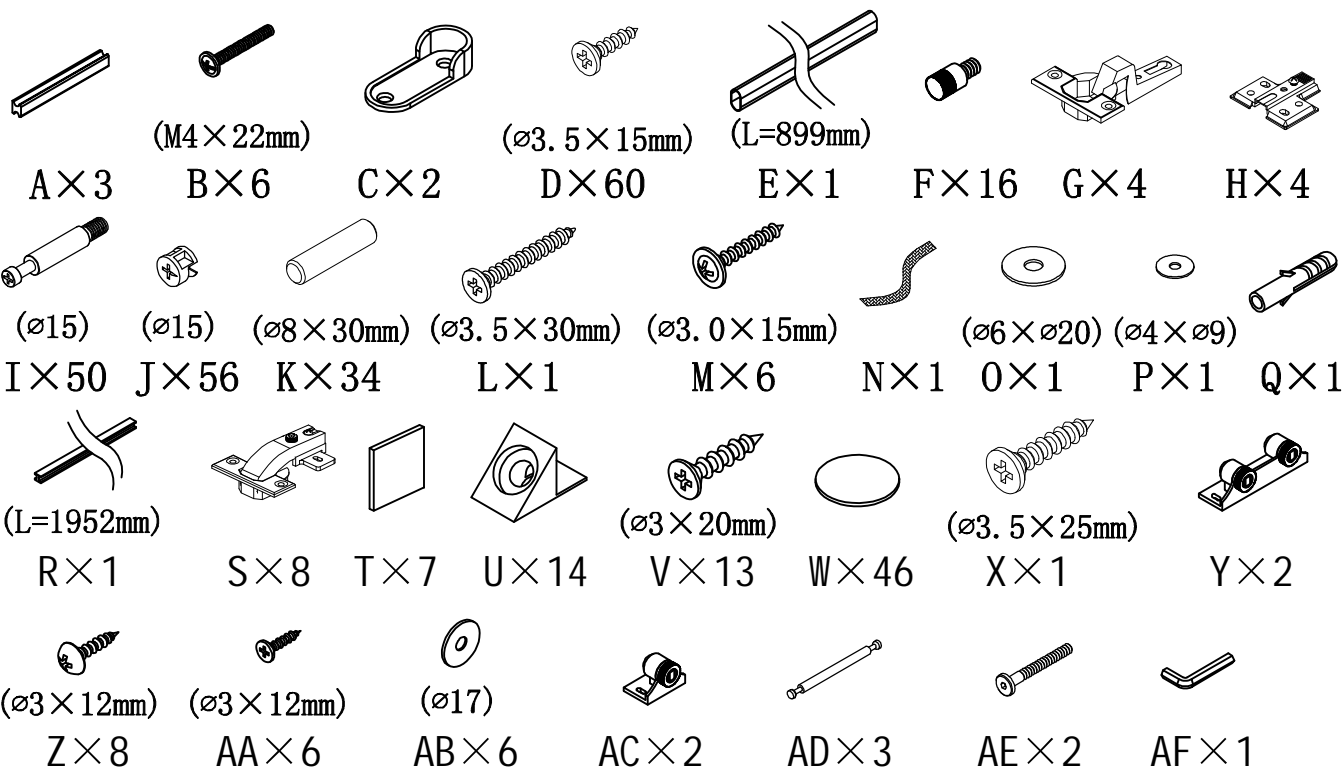 (M4×22mm) (ø3.5×15mm) (L=899mm)
A×3 B×6 C×2 D×60 E×1 F×16 G×4 H×4
(ø15) (ø15) (ø8×30mm) (ø3.5×30mm) (ø3.0×15mm) (ø6×ø20) (ø4×ø9)
I×50 J×56 K×34 L×1 M×6 N×1 O×1 P×1 Q×1
(L=1952mm) (ø3×20mm) (ø3.5×25mm)
R×1 S×8 T×7 U×14 V×13 W×46 X×1 Y×2
(ø3×12mm) (ø3×12mm) (ø17)
Z×8 AA×6 AB×6 AC×2 AD×3 AE×2 AF×1